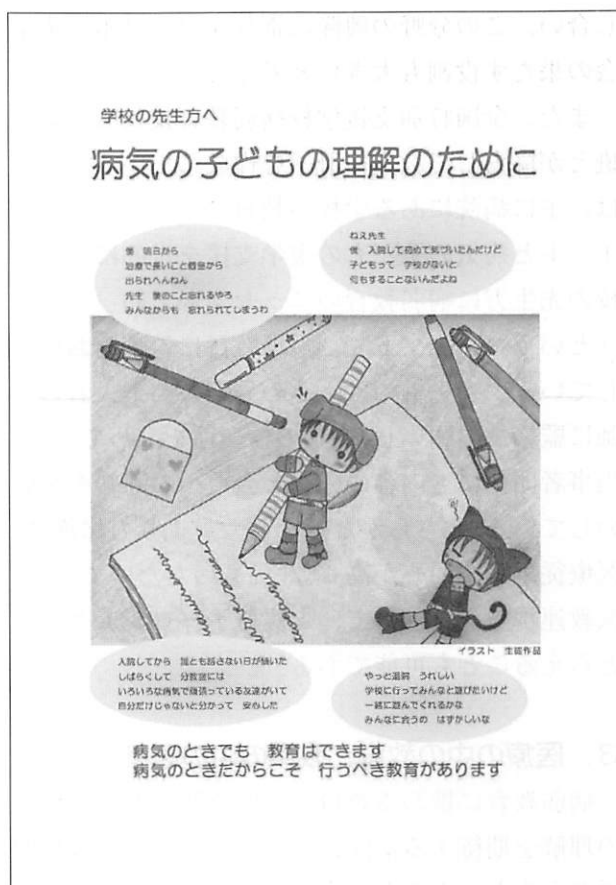 学校の先生方へ
病気の子どもの理解のために
僕 明日から
治療で長いこと個室から
出られへんねん
先生 僕のこと忘れるやろ
みんなからも 忘れられてしまうわ
ねえ先生
僕 入院して初めて気づいたんだけど
子どもって 学校がないと
何もすることないんだよね
イラスト 生徒作品
入院してから 誰とも話さない日が続いた
しばらくして 分教室には
いろいろな病気で頑張っている友達がいて
自分だけじゃないと分かって 安心した
やっと退院 うれしい
学校に行ってみんなと遊びたいけど
一緒に遊んでくれるかな
みんなに会うの はずかしいな
病気のときでも 教育はできます
病気のときだからこそ 行うべき教育があります